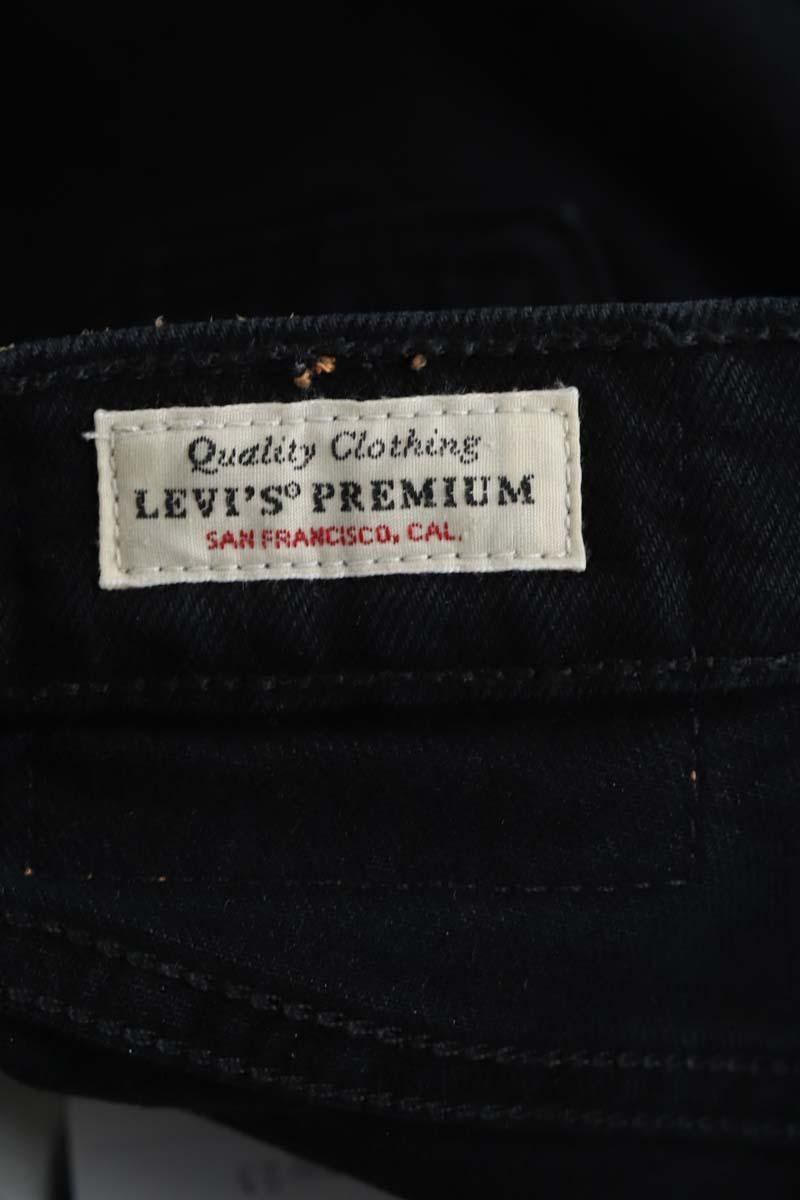 Quality Clothing
LEVI'S® PREMIUM
SAN FRANCISCO, CAL.